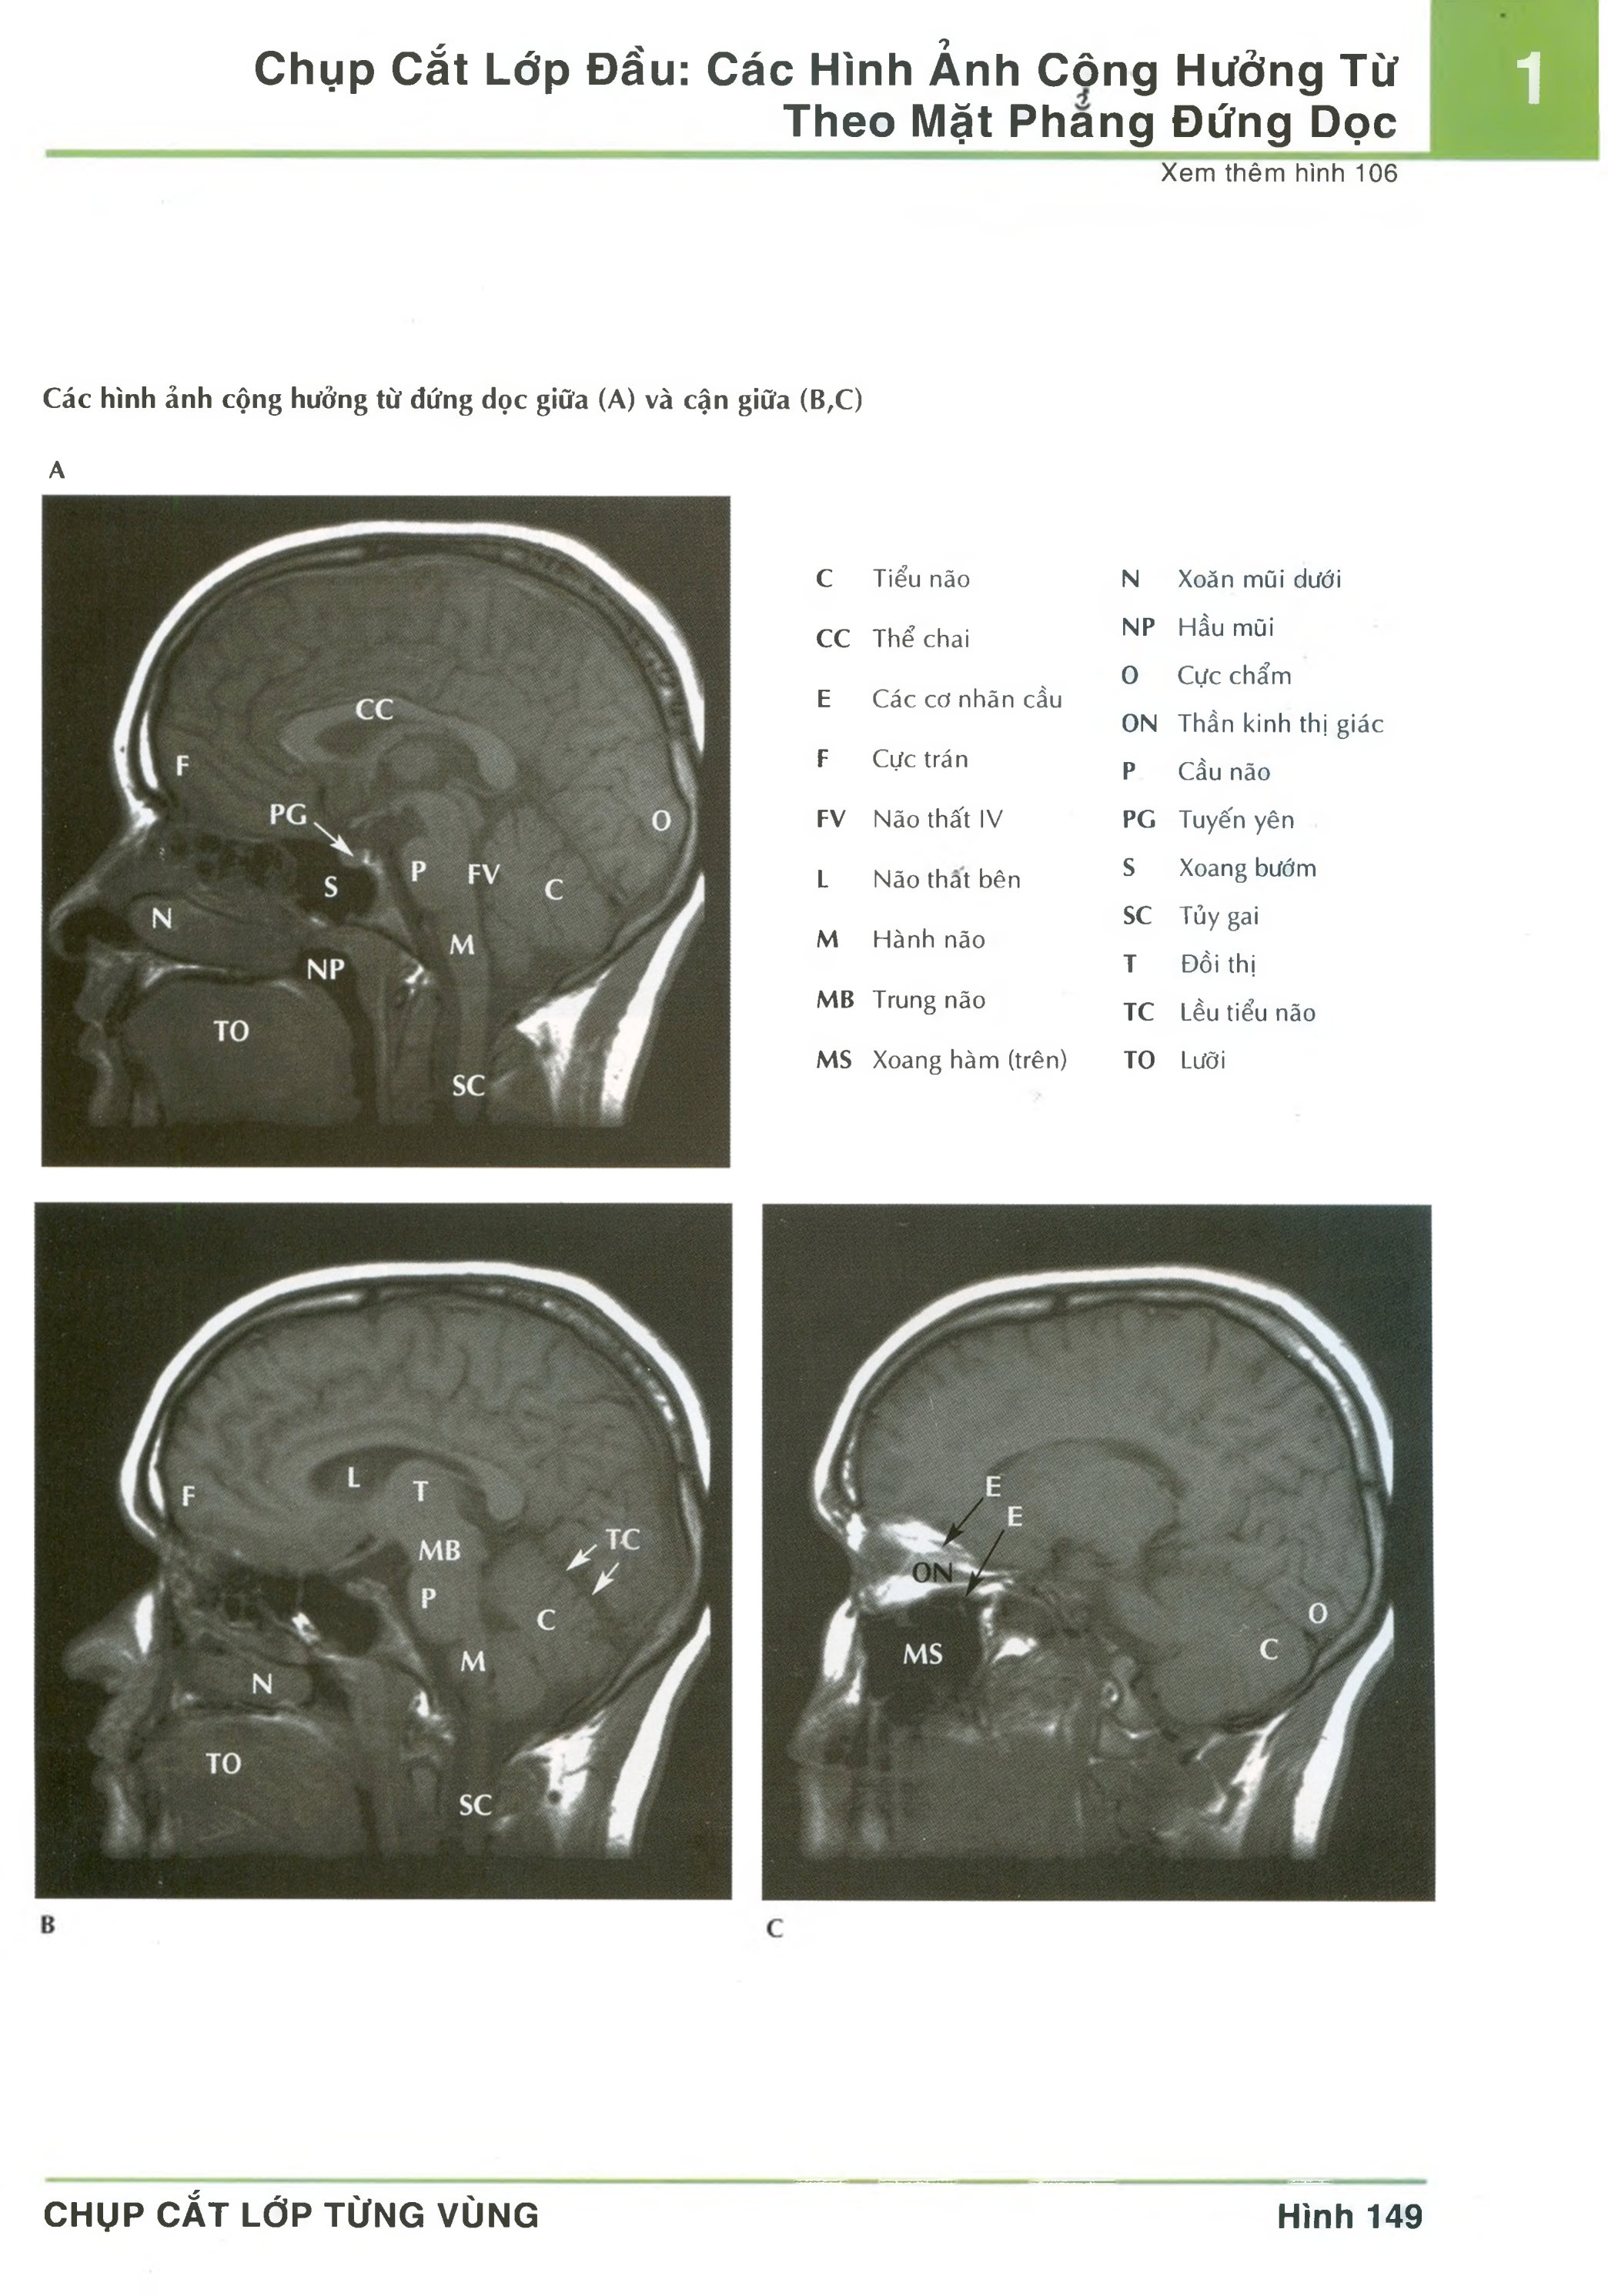 Chụp Cắt Lớp Đầu: Các Hình Ảnh Cộng Hưởng Từ
Theo Mặt Phẳng Đứng Dọc
1
Xem thêm hình 106
Các hình ảnh cộng hưởng từ đứng dọc giữa (A) và cận giữa (B,C)
A
CC
F
PG
O
P
FV
S
C
N
M
NP
TO
SC
C Tiểu não
CC Thể chai
E Các cơ nhãn cầu
F Cực trán
FV Não thất IV
L Não thất bên
M Hành não
MB Trung não
MS Xoang hàm (trên)
N Xoăn mũi dưới
NP Hầu mũi
O Cực chẩm
ON Thần kinh thị giác
P Cầu não
PG Tuyến yên
S Xoang bướm
SC Tủy gai
T Đồi thị
TC Lều tiểu não
TO Lưỡi
L
T
F
TC
MB
P
C
M
N
TO
SC
B
E
E
ON
O
C
MS
C
CHỤP CẮT LỚP TỪNG VÙNG
Hình 149